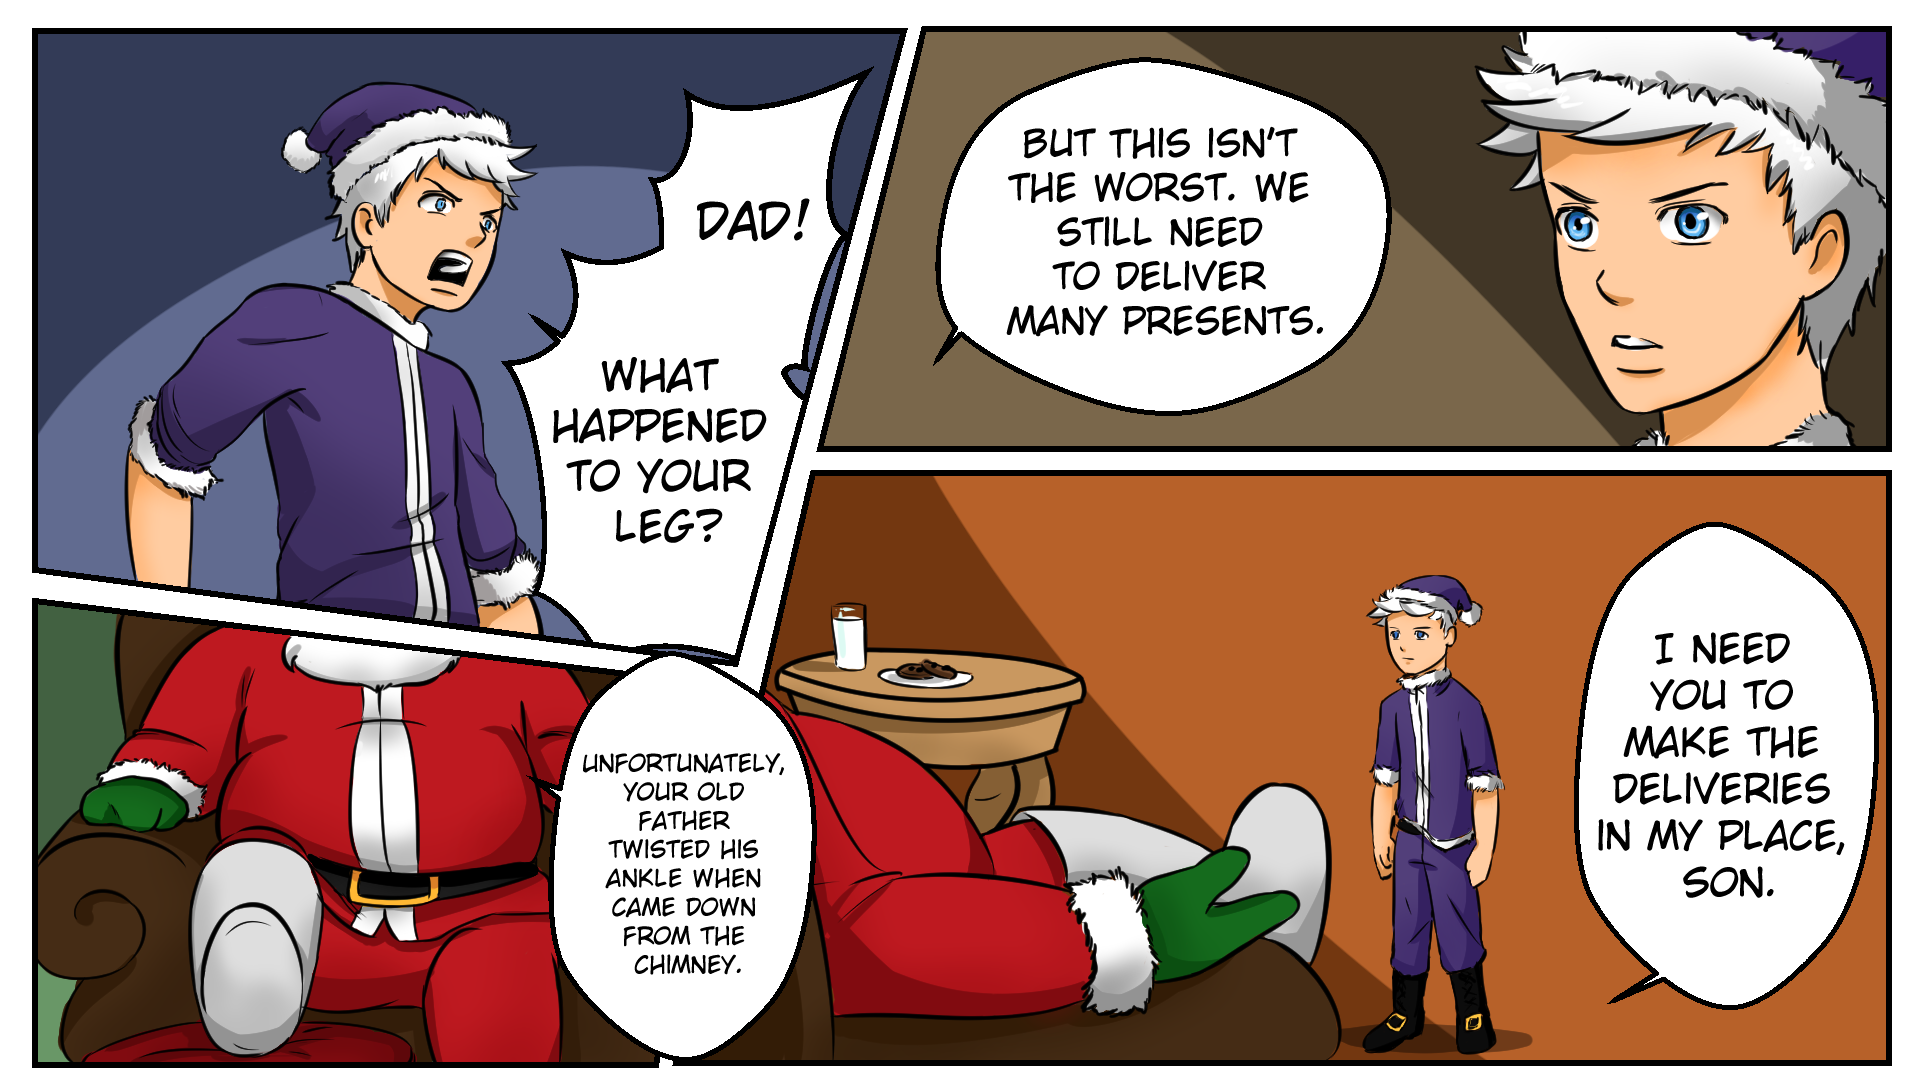 DAD!
WHAT
HAPPENED
TO YOUR
LEG?
UNFORTUNATELY,
YOUR OLD
FATHER
TWISTED HIS
ANKLE WHEN
CAME DOWN
FROM THE
CHIMNEY.
BUT THIS ISN'T
THE WORST. WE
STILL NEED
TO DELIVER
MANY PRESENTS.
I NEED
YOU TO
MAKE THE
DELIVERIES
IN MY PLACE,
SON.